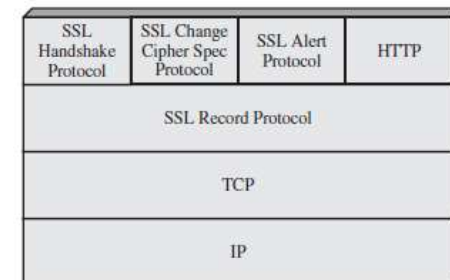 SSL
Handshake
Protocol
SSL Change
Cipher Spec
Protocol
SSL Alert
Protocol
HTTP
SSL Record Protocol
TCP
IP